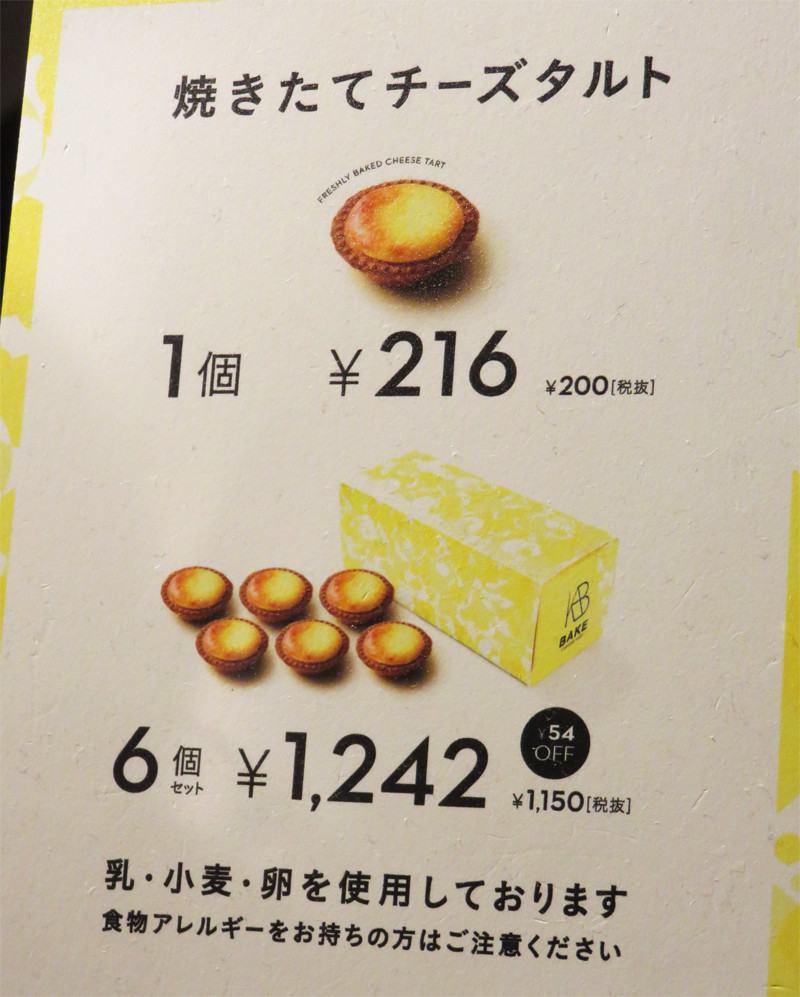 焼きたてチーズタルト
FRESHLY BAKED CHEESE TART
1個 ¥216 ¥200[税抜]
BAKE
¥54
OFF
6個セット ¥1,242 ¥1,150[税抜]
乳・小麦・卵を使用しております
食物アレルギーをお持ちの方はご注意ください